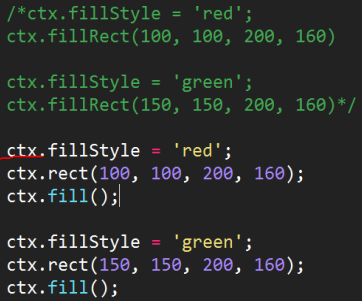 /*ctx.fillStyle = 'red';
ctx.fillRect(100, 100, 200, 160)
ctx.fillStyle = 'green';
ctx.fillRect(150, 150, 200, 160)*/
ctx.fillStyle = 'red';
ctx.rect(100, 100, 200, 160);
ctx.fill();
ctx.fillStyle = 'green';
ctx.rect(150, 150, 200, 160);
ctx.fill();